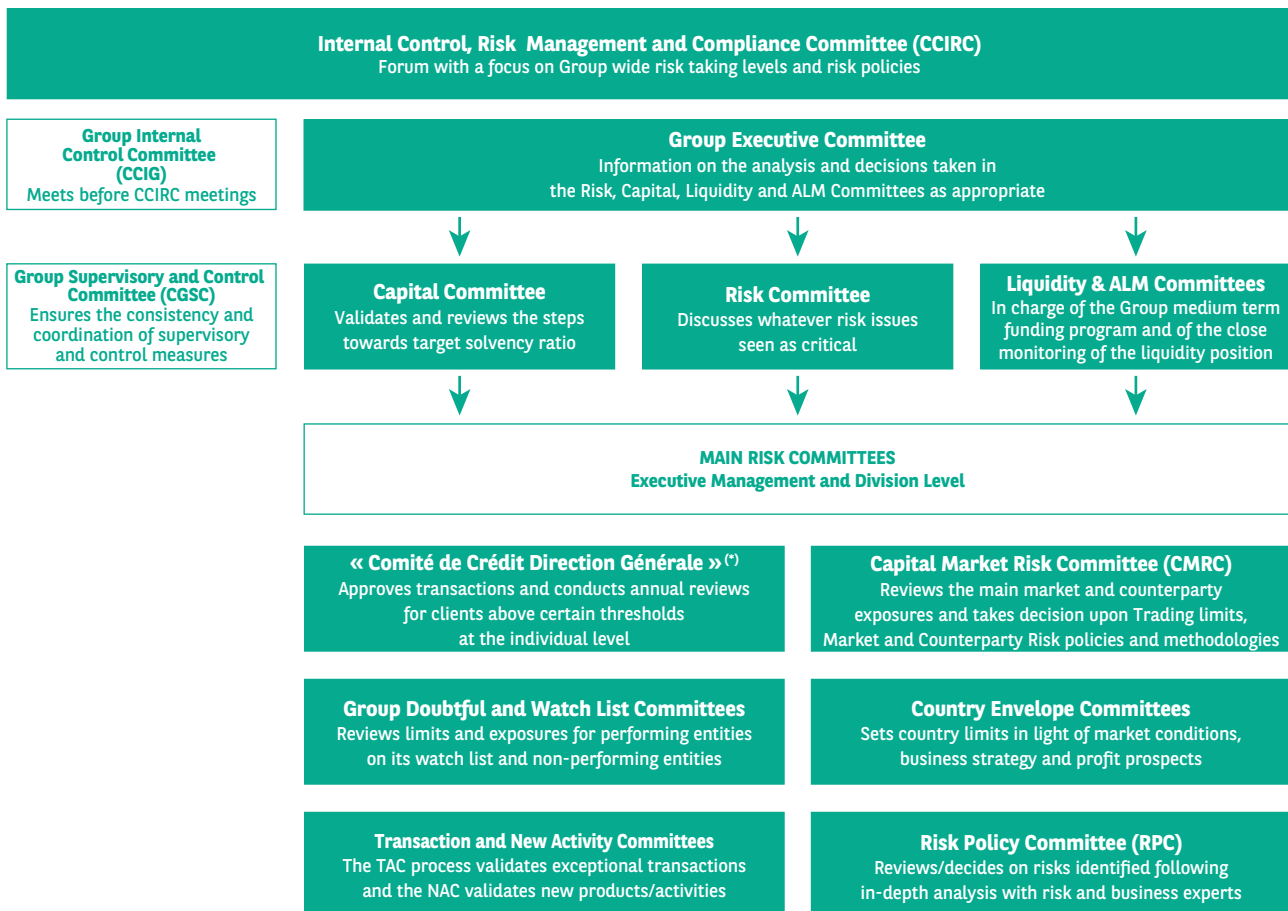 Internal Control, Risk Management and Compliance Committee (CCIRC)
Forum with a focus on Group wide risk taking levels and risk policies
Group Internal
Control Committee
(CCIG)
Meets before CCIRC meetings
Group Executive Committee
Information on the analysis and decisions taken in
the Risk, Capital, Liquidity and ALM Committees as appropriate
Group Supervisory and Control
Committee (CGSC)
Ensures the consistency and
coordination of supervisory
and control measures
Capital Committee
Validates and reviews the steps
towards target solvency ratio
Risk Committee
Discusses whatever risk issues
seen as critical
Liquidity & ALM Committees
In charge of the Group medium term
funding program and of the close
monitoring of the liquidity position
MAIN RISK COMMITTEES
Executive Management and Division Level
« Comité de Crédit Direction Générale » (*)
Approves transactions and conducts annual reviews
for clients above certain thresholds
at the individual level
Capital Market Risk Committee (CMRC)
Reviews the main market and counterparty
exposures and takes decision upon Trading limits,
Market and Counterparty Risk policies and methodologies
Group Doubtful and Watch List Committees
Reviews limits and exposures for performing entities
on its watch list and non-performing entities
Country Envelope Committees
Sets country limits in light of market conditions,
business strategy and profit prospects
Transaction and New Activity Committees
The TAC process validates exceptional transactions
and the NAC validates new products/activities
Risk Policy Committee (RPC)
Reviews/decides on risks identified following
in-depth analysis with risk and business experts